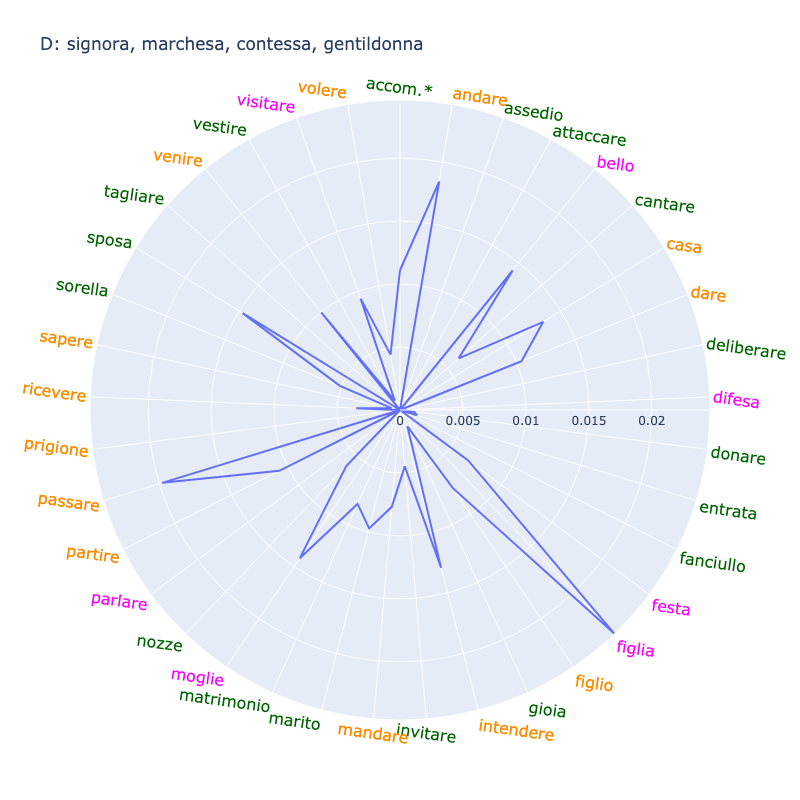 D: signora, marchesa, contessa, gentildonna
accom.*
andare
assedio
attaccare
bello
cantare
casa
dare
deliberare
difesa
donare
entrata
fanciullo
festa
figlia
figlio
gioia
intendere
invitare
mandare
marito
matrimonio
moglie
nozze
parlare
partire
passare
prigione
ricevere
sapere
sorella
sposa
tagliare
venire
vestire
visitare
volere
0 0.005 0.01 0.015 0.02